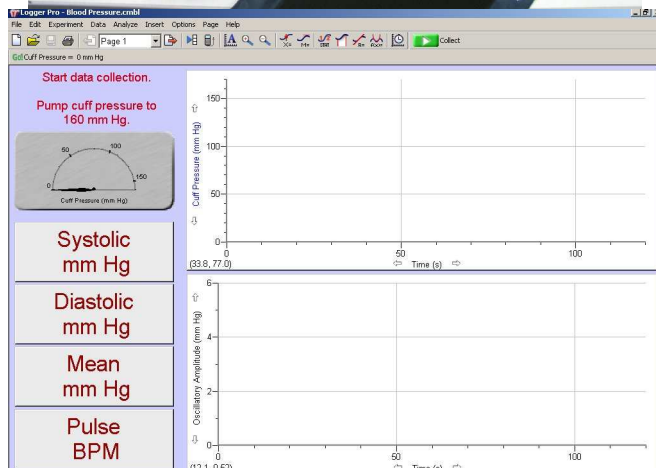 Logger Pro - Blood Pressure.cmbl
File Edit Experiment Data Analyze Insert Options Page Help
Page 1
Collect
Go! Cuff Pressure = 0 mm Hg
Start data collection.
Pump cuff pressure to
160 mm Hg.
0
50
100
150
Cuff Pressure (mm Hg)
Systolic
mm Hg
Diastolic
mm Hg
Mean
mm Hg
Pulse
BPM
Cuff Pressure (mm Hg)
150
100
50
0
0
50
100
(33.8, 77.0)
Time (s)
Oscillatory Amplitude (mm Hg)
6
4
2
0
0
50
100
Time (s)